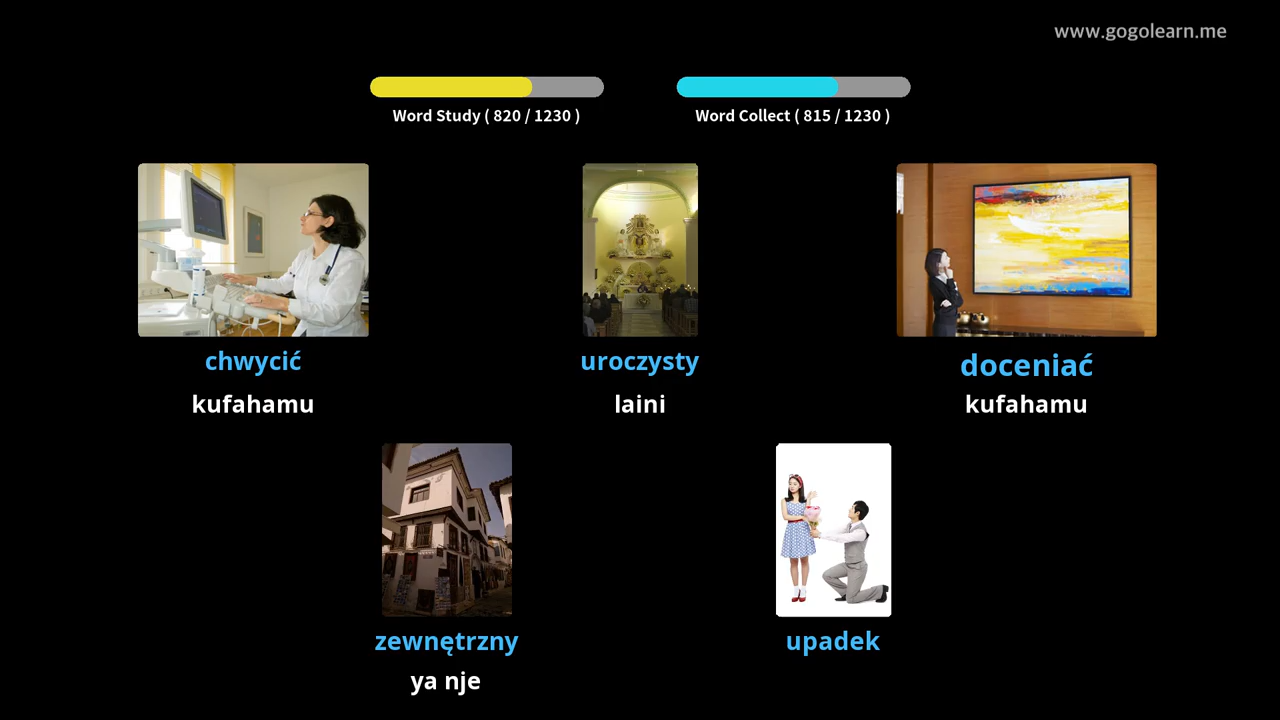 www.gogolearn.me
Word Study ( 820 / 1230 )
Word Collect ( 815 / 1230 )
chwycić
uroczysty
doceniać
kufahamu
laini
kufahamu
zewnętrzny
upadek
ya nje